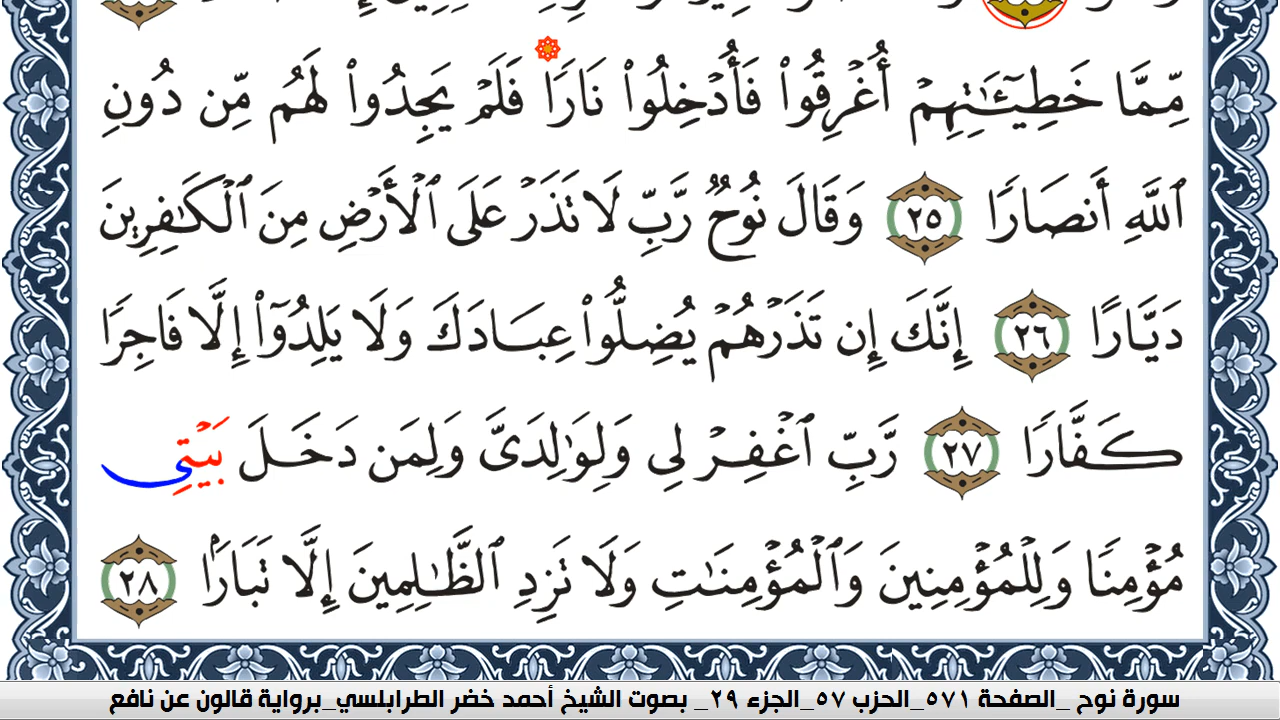 مِّمَّا خَطِيٓـَٰٔتِهِمْ أُغْرِقُوا۟ فَأُدْخِلُوا۟ نَارًا فَلَمْ يَجِدُوا۟ لَهُم مِّن دُونِ
ٱللَّهِ أَنصَارًا ٢٥ وَقَالَ نُوحٌ رَّبِّ لَا تَذَرْ عَلَى ٱلْأَرْضِ مِنَ ٱلْكَٰفِرِينَ
دَيَّارًا ٢٦ إِنَّكَ إِن تَذَرْهُمْ يُضِلُّوا۟ عِبَادَكَ وَلَا يَلِدُوٓا۟ إِلَّا فَاجِرًا
كَفَّارًا ٢٧ رَّبِّ ٱغْفِرْ لِى وَلِوَٰلِدَىَّ وَلِمَن دَخَلَ بَيْتِى
مُؤْمِنًا وَلِلْمُؤْمِنِينَ وَٱلْمُؤْمِنَٰتِ وَلَا تَزِدِ ٱلظَّٰلِمِينَ إِلَّا تَبَارًۢا ٢٨
سورة نوح _الصفحة ٥٧١_الحزب ٥٧_الجزء ٢٩_ بصوت الشيخ أحمد خضر الطرابلسي_برواية قالون عن نافع